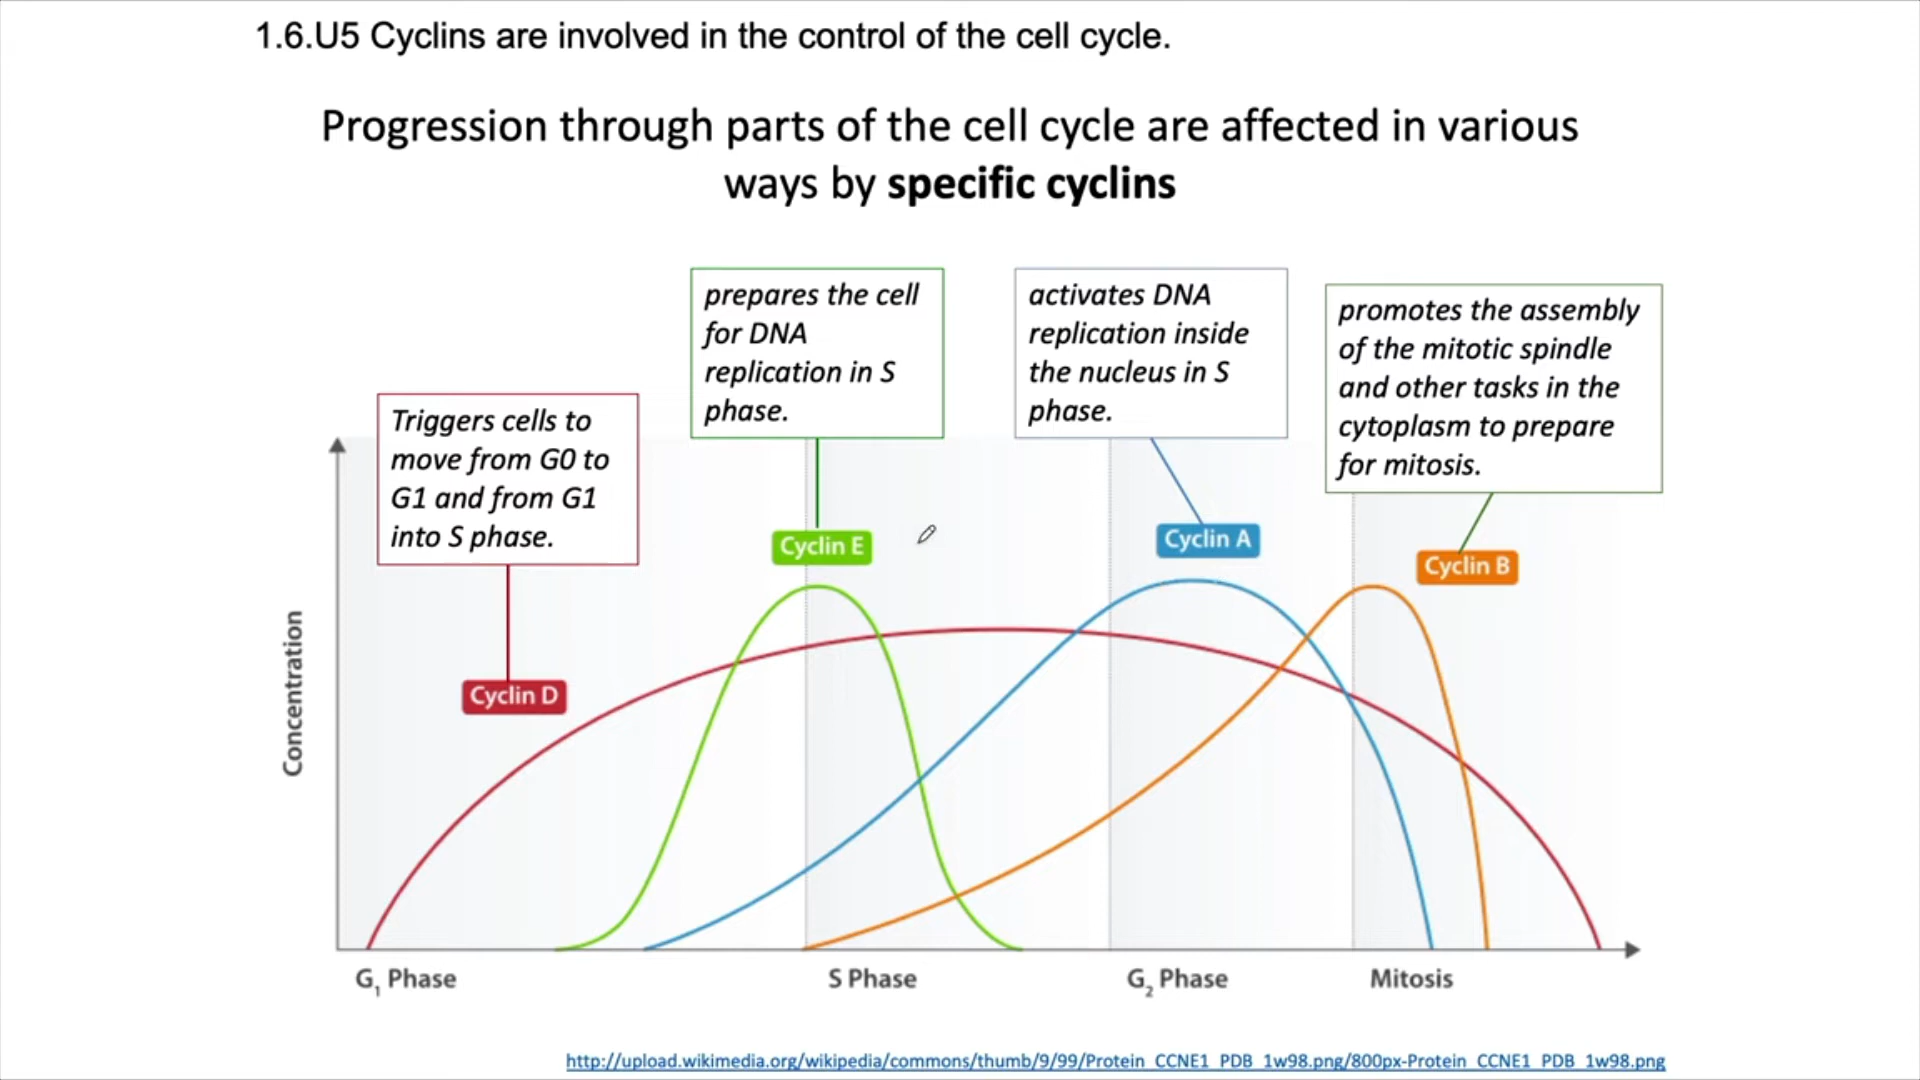 1.6.U5 Cyclins are involved in the control of the cell cycle.
Progression through parts of the cell cycle are affected in various
ways by specific cyclins
prepares the cell
for DNA
replication in S
phase.
activates DNA
replication inside
the nucleus in S
phase.
promotes the assembly
of the mitotic spindle
and other tasks in the
cytoplasm to prepare
for mitosis.
Triggers cells to
move from G0 to
G1 and from G1
into S phase.
Cyclin E
Cyclin A
Cyclin B
Cyclin D
Concentration
G₁ Phase
S Phase
G₂ Phase
Mitosis
http://upload.wikimedia.org/wikipedia/commons/thumb/9/99/Protein_CCNE1_PDB_1w98.png/800px-Protein_CCNE1_PDB_1w98.png